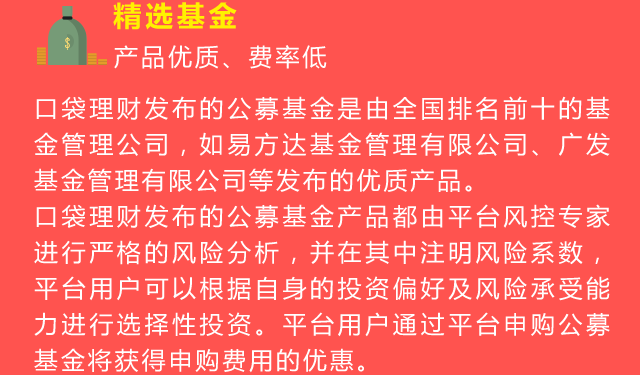 精选基金
$
产品优质、费率低
口袋理财发布的公募基金是由全国排名前十的基
金管理公司，如易方达基金管理有限公司、广发
基金管理有限公司等发布的优质产品。
口袋理财发布的公募基金产品都由平台风控专家
进行严格的风险分析，并在其中注明风险系数，
平台用户可以根据自身的投资偏好及风险承受能
力进行选择性投资。平台用户通过平台申购公募
基金将获得申购费用的优惠。